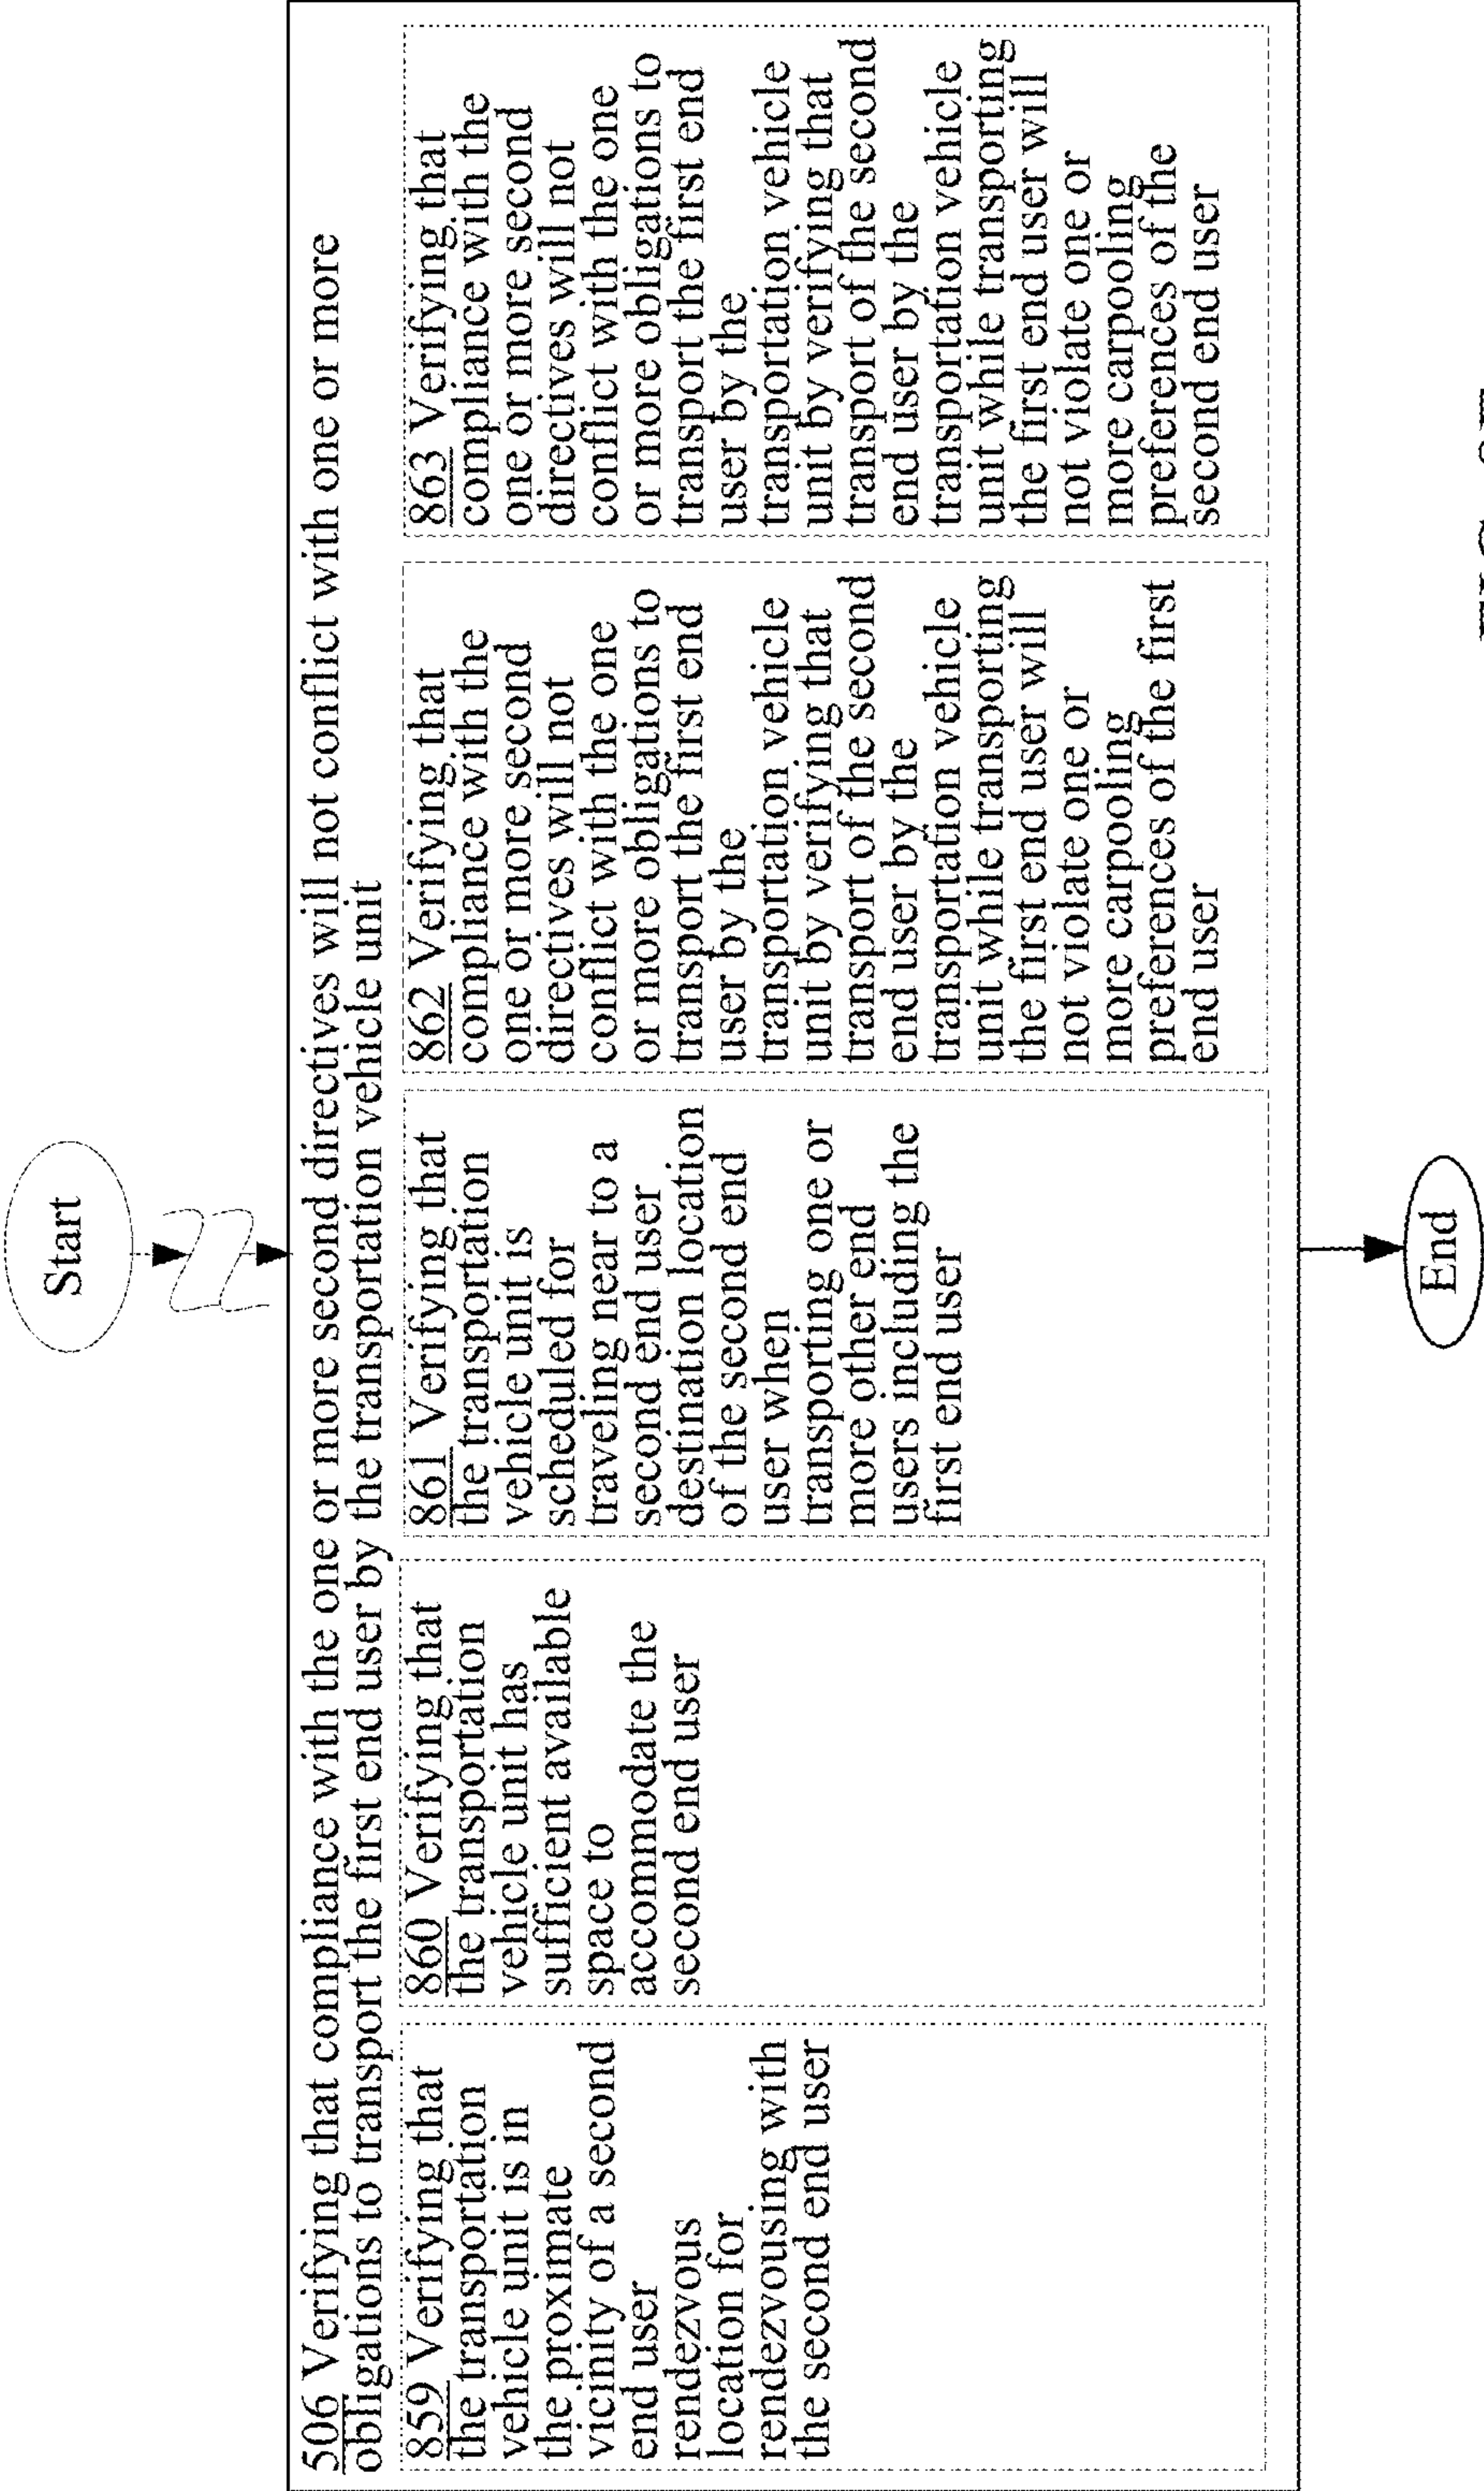 Start
506 Verifying that compliance with the one or more second directives will not conflict with one or more
obligations to transport the first end user by the transportation vehicle unit
859 Verifying that
the transportation
vehicle unit is in
the proximate
vicinity of a second
end user
rendezvous
location for
rendezvousing with
the second end user
860 Verifying that
the transportation
vehicle unit has
sufficient available
space to
accommodate the
second end user
861 Verifying that
the transportation
vehicle unit is
scheduled for
traveling near to a
second end user
destination location
of the second end
user when
transporting one or
more other end
users including the
first end user
862 Verifying that
compliance with the
one or more second
directives will not
conflict with the one
or more obligations to
transport the first end
user by the
transportation vehicle
unit by verifying that
transport of the second
end user by the
transportation vehicle
unit while transporting
the first end user will
not violate one or
more carpooling
preferences of the first
end user
863 Verifying that
compliance with the
one or more second
directives will not
conflict with the one
or more obligations to
transport the first end
user by the
transportation vehicle
unit by verifying that
transport of the second
end user by the
transportation vehicle
unit while transporting
the first end user will
not violate one or
more carpooling
preferences of the
second end user
End